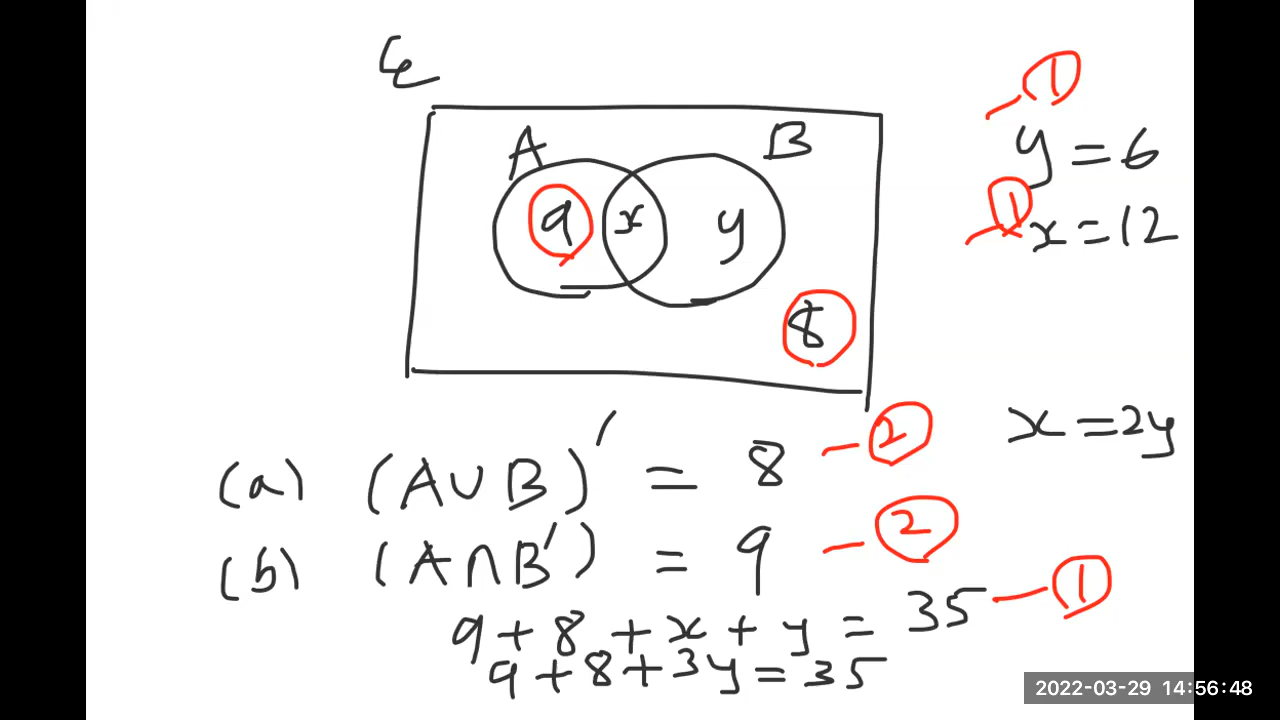 ξ
A B
9 x y
8
①
y = 6
① x = 12
x = 2y
(a) (A∪B)′ = 8 – ②
(b) (A∩B′) = 9 – ②
9 + 8 + x + y = 35 – ①
9 + 8 + 3y = 35
2022-03-29 14:56:48